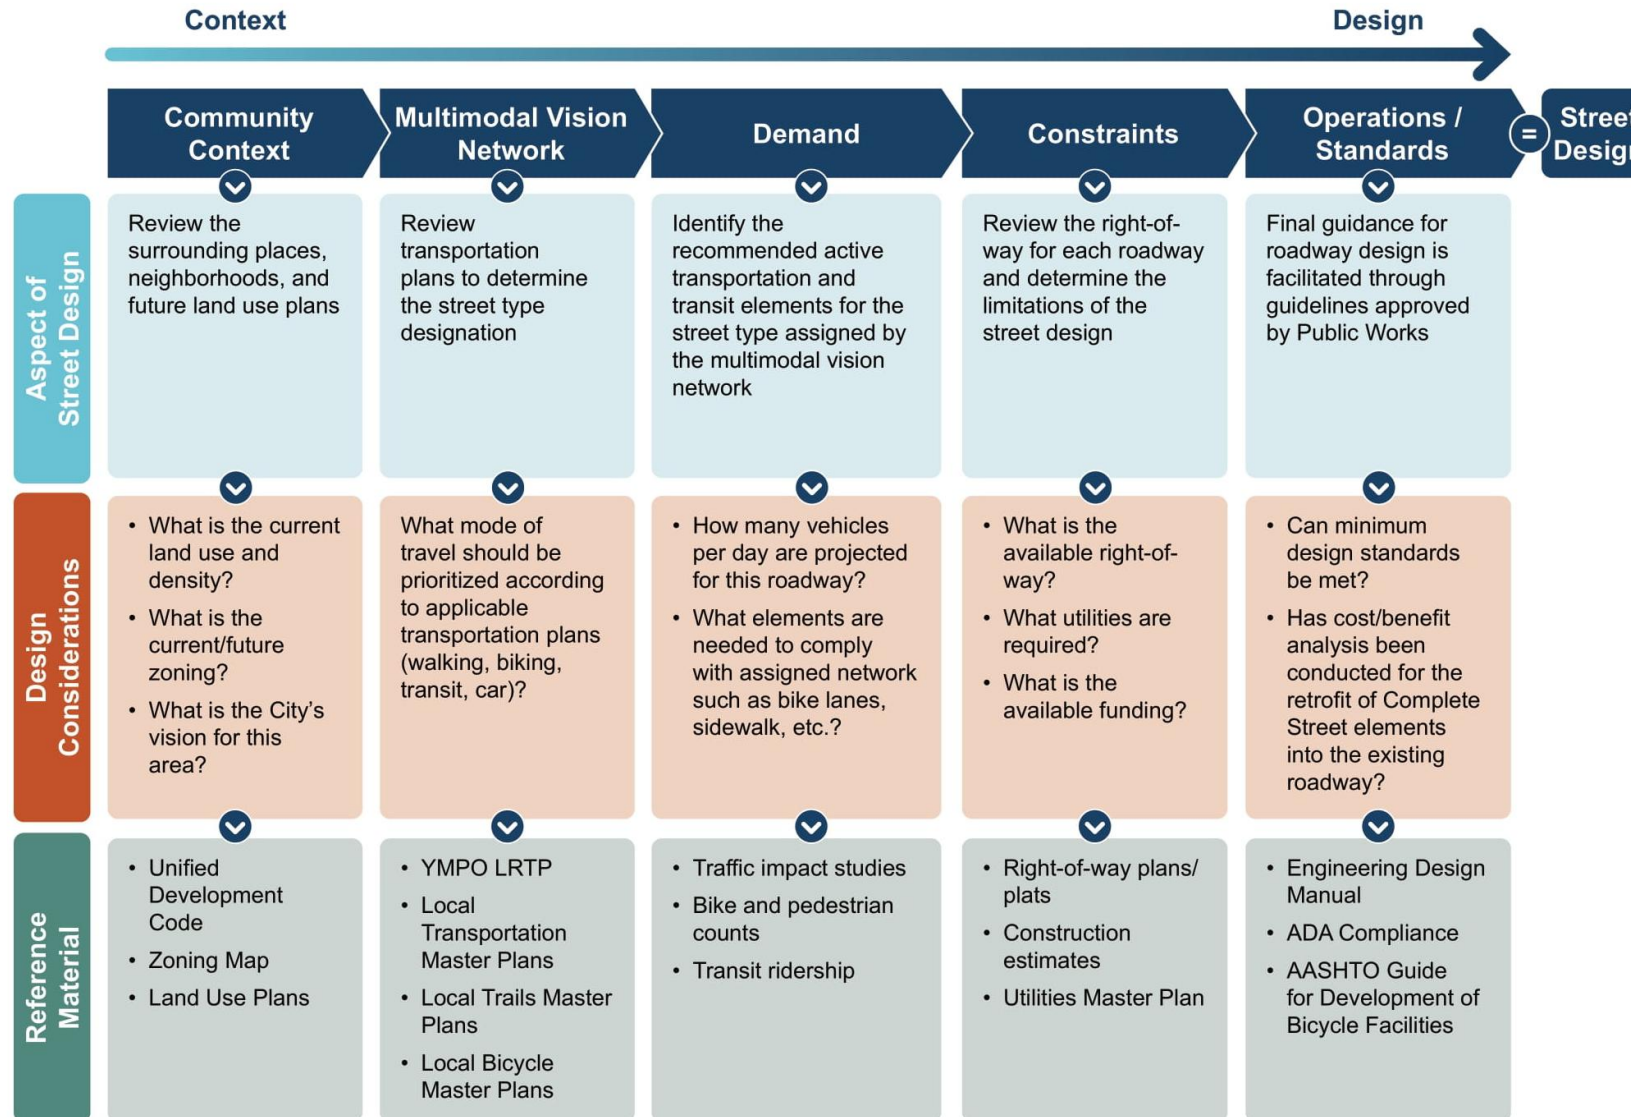 Context
Design
Community
Context
Multimodal Vision
Network
Demand
Constraints
Operations /
Standards
=
Street
Design
Aspect of
Street Design
Review the
surrounding places,
neighborhoods, and
future land use plans
Review
transportation
plans to determine
the street type
designation
Identify the
recommended active
transportation and
transit elements for the
street type assigned by
the multimodal vision
network
Review the right-of-
way for each roadway
and determine the
limitations of the
street design
Final guidance for
roadway design is
facilitated through
guidelines approved
by Public Works
Design
Considerations
• What is the current
land use and
density?
• What is the
current/future
zoning?
• What is the City's
vision for this
area?
What mode of
travel should be
prioritized according
to applicable
transportation plans
(walking, biking,
transit, car)?
• How many vehicles
per day are projected
for this roadway?
• What elements are
needed to comply
with assigned network
such as bike lanes,
sidewalk, etc.?
• What is the
available right-of-
way?
• What utilities are
required?
• What is the
available funding?
• Can minimum
design standards
be met?
• Has cost/benefit
analysis been
conducted for the
retrofit of Complete
Street elements
into the existing
roadway?
Reference
Material
• Unified
Development
Code
• Zoning Map
• Land Use Plans
• YMPO LRTP
• Local
Transportation
Master Plans
• Local Trails Master
Plans
• Local Bicycle
Master Plans
• Traffic impact studies
• Bike and pedestrian
counts
• Transit ridership
• Right-of-way plans/
plats
• Construction
estimates
• Utilities Master Plan
• Engineering Design
Manual
• ADA Compliance
• AASHTO Guide
for Development of
Bicycle Facilities